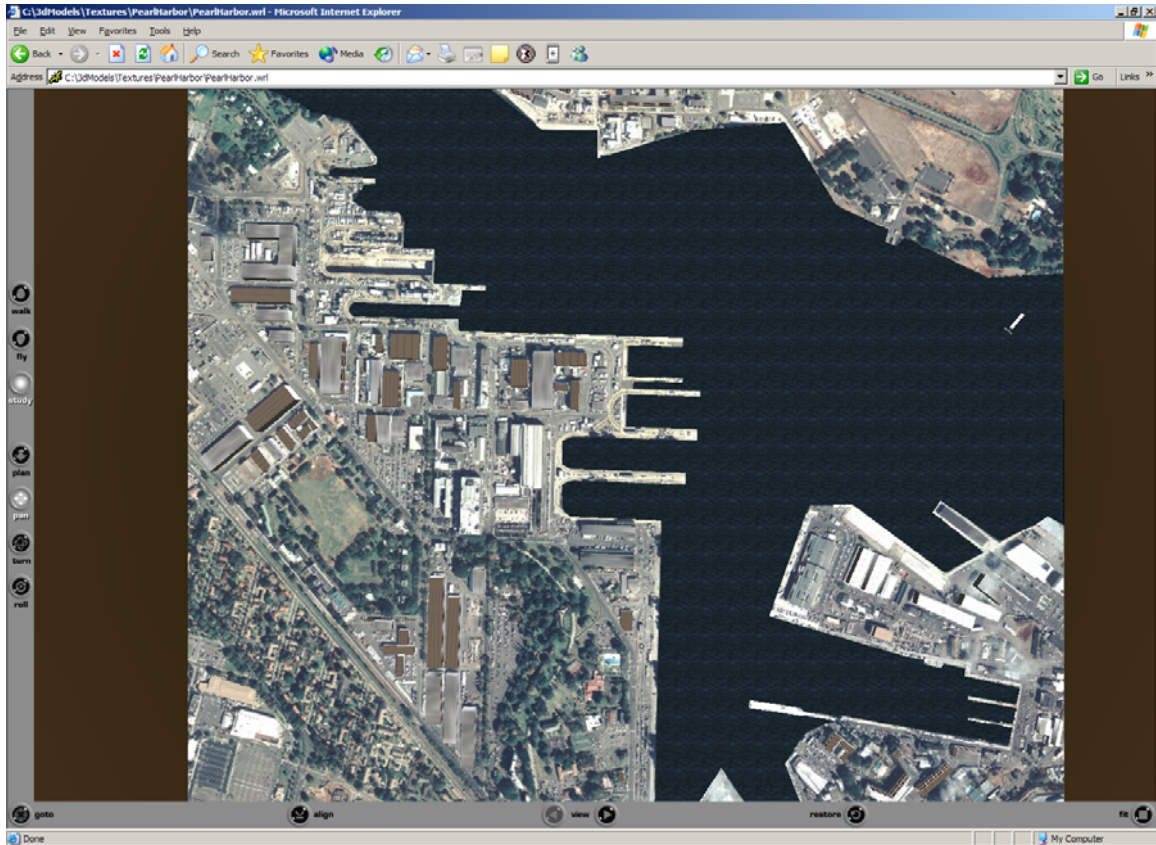 C:\3dModels\Textures\PearlHarbor\PearlHarbor.wrl - Microsoft Internet Explorer
File Edit View Favorites Tools Help
Back Search Favorites Media
Address C:\3dModels\Textures\PearlHarbor\PearlHarbor.wrl Go Links »
walk
fly
study
plan
pan
turn
roll
goto align view restore fit
Done My Computer